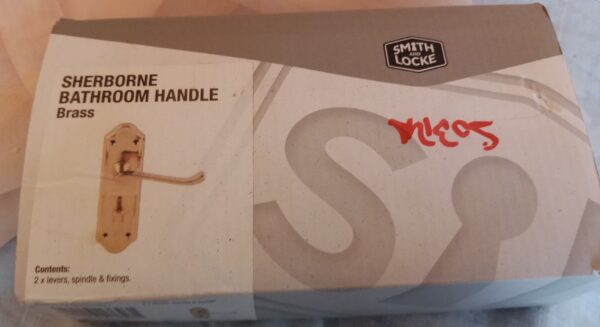 SMITH
AND
LOCKE
SHERBORNE
BATHROOM HANDLE
Brass
Contents:
2 x levers, spindle & fixings.